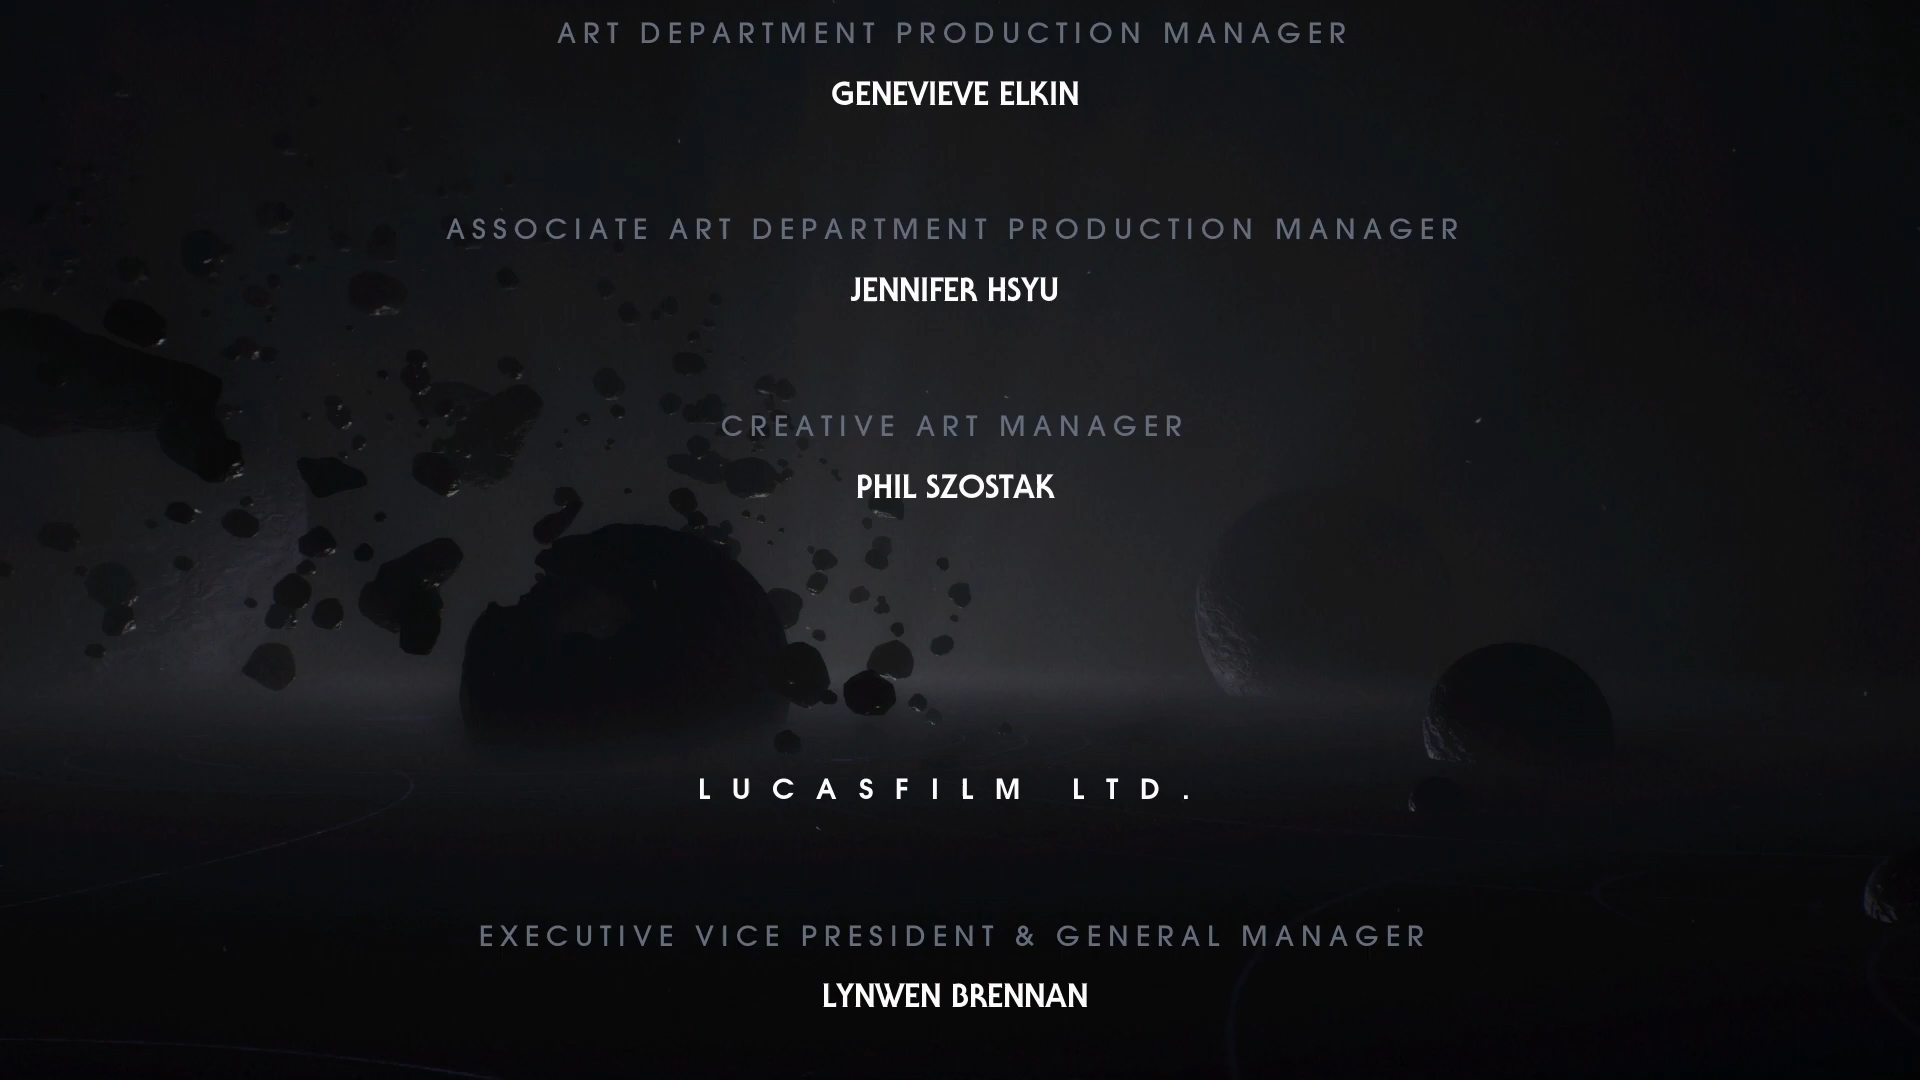 ART DEPARTMENT PRODUCTION MANAGER
GENEVIEVE ELKIN
ASSOCIATE ART DEPARTMENT PRODUCTION MANAGER
JENNIFER HSYU
CREATIVE ART MANAGER
PHIL SZOSTAK
LUCASFILM LTD.
EXECUTIVE VICE PRESIDENT & GENERAL MANAGER
LYNWEN BRENNAN